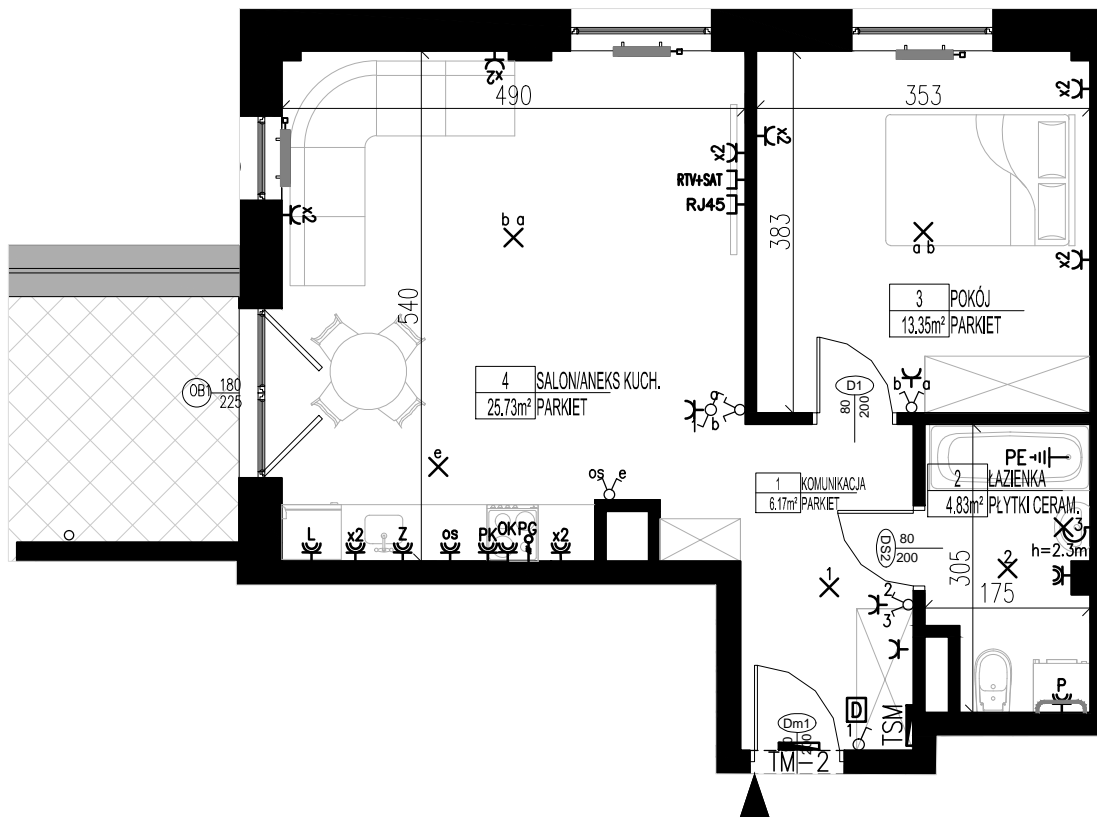 x2
490
353
x2
x2
x2
RTV+SAT
RJ45
x2
b a
383
a b
x2
540
3 POKÓJ
13.35m² PARKIET
OB1 180
225
4 SALON/ANEKS KUCH.
25.73m² PARKIET
D1
80
200
b a
a
b
e
os e
1 KOMUNIKACJA
6.17m² PARKIET
PE
2 ŁAZIENKA
4.83m² PŁYTKI CERAM.
L x2 Z os PK OK PG x2
DS2 80
200
3
h=2.3m
305
2
175
1
2
3
P
D
1
TSM
Dm1
TM-2